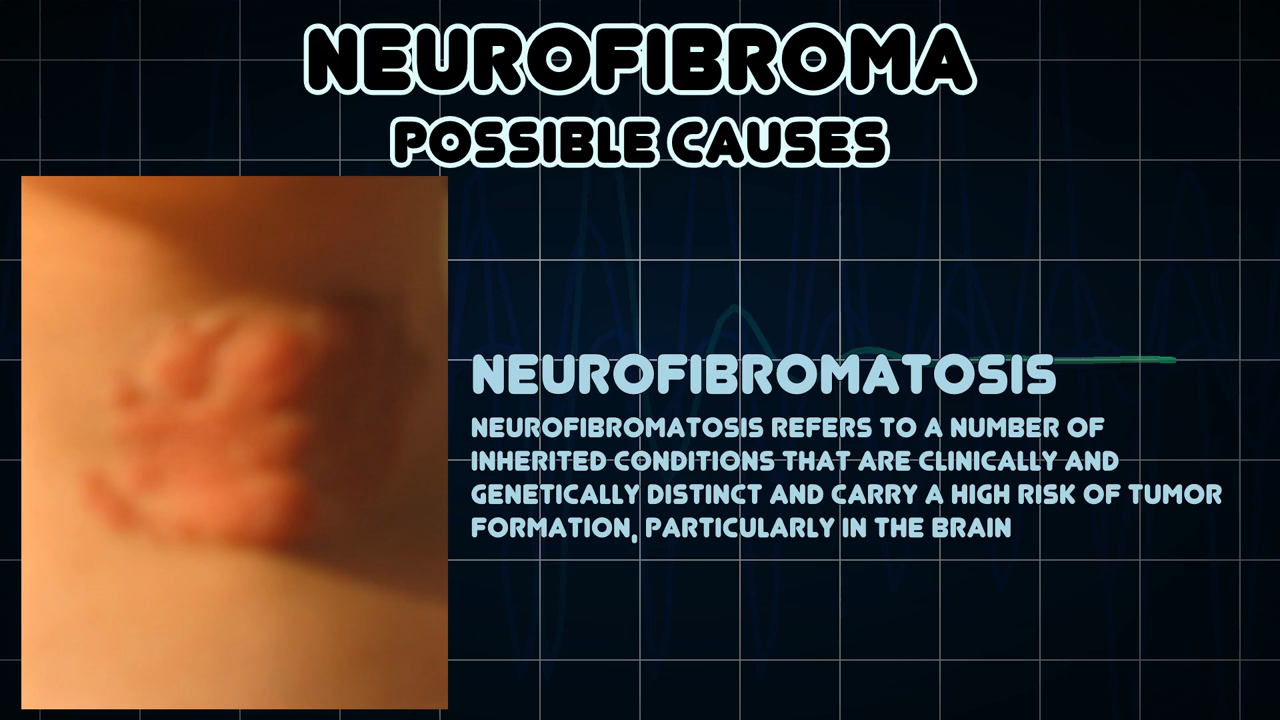 NEUROFIBROMA
POSSIBLE CAUSES
NEUROFIBROMATOSIS
NEUROFIBROMATOSIS REFERS TO A NUMBER OF
INHERITED CONDITIONS THAT ARE CLINICALLY AND
GENETICALLY DISTINCT AND CARRY A HIGH RISK OF TUMOR
FORMATION, PARTICULARLY IN THE BRAIN